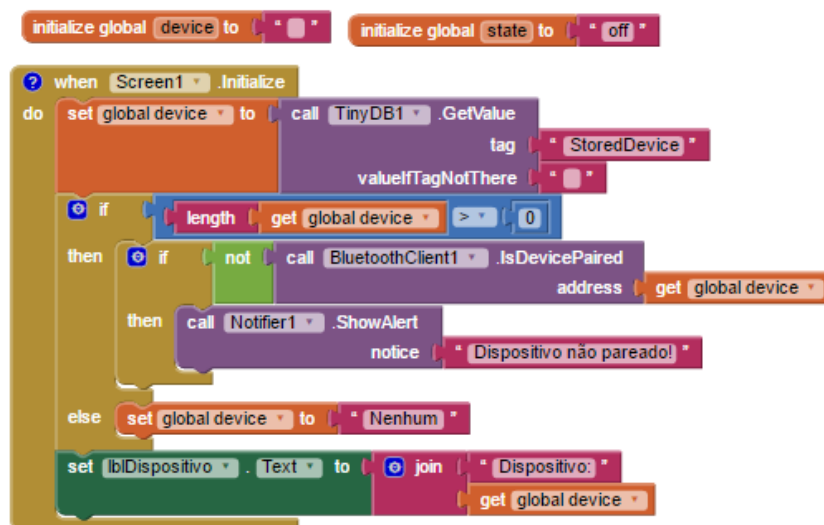 initialize global device to " " initialize global state to " off "
? when Screen1 .Initialize
do set global device to call TinyDB1 .GetValue
tag " StoredDevice "
valueIfTagNotThere " "
if length get global device > 0
then if not call BluetoothClient1 .IsDevicePaired
address get global device
then call Notifier1 .ShowAlert
notice " Dispositivo não pareado! "
else set global device to " Nenhum "
set lblDispositivo . Text to join " Dispositivo: "
get global device